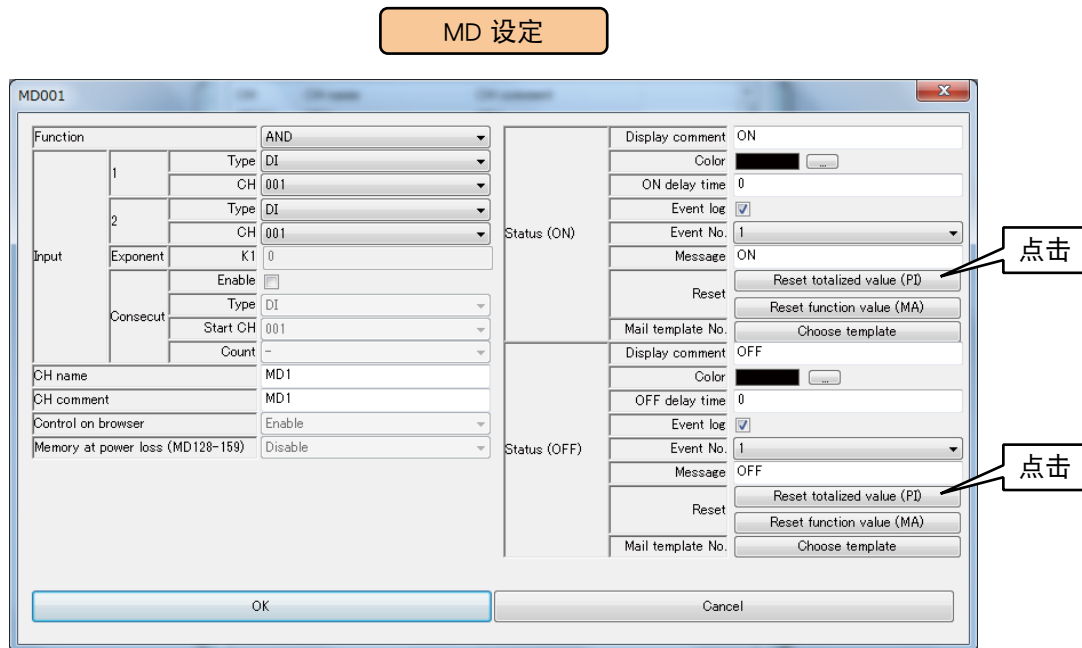 MD 设定
MD001
Function AND
Input
1
Type DI
CH 001
2
Type DI
CH 001
Exponent K1 0
Consecut
Enable
Type DI
Start CH 001
Count -
CH name MD1
CH comment MD1
Control on browser Enable
Memory at power loss (MD128-159) Disable
Status (ON)
Display comment ON
Color ...
ON delay time 0
Event log
Event No. 1
Message ON
Reset
Reset totalized value (PI)
Reset function value (MA)
Mail template No. Choose template
点击
Status (OFF)
Display comment OFF
Color ...
OFF delay time 0
Event log
Event No. 1
Message OFF
Reset
Reset totalized value (PI)
Reset function value (MA)
Mail template No. Choose template
点击
OK
Cancel